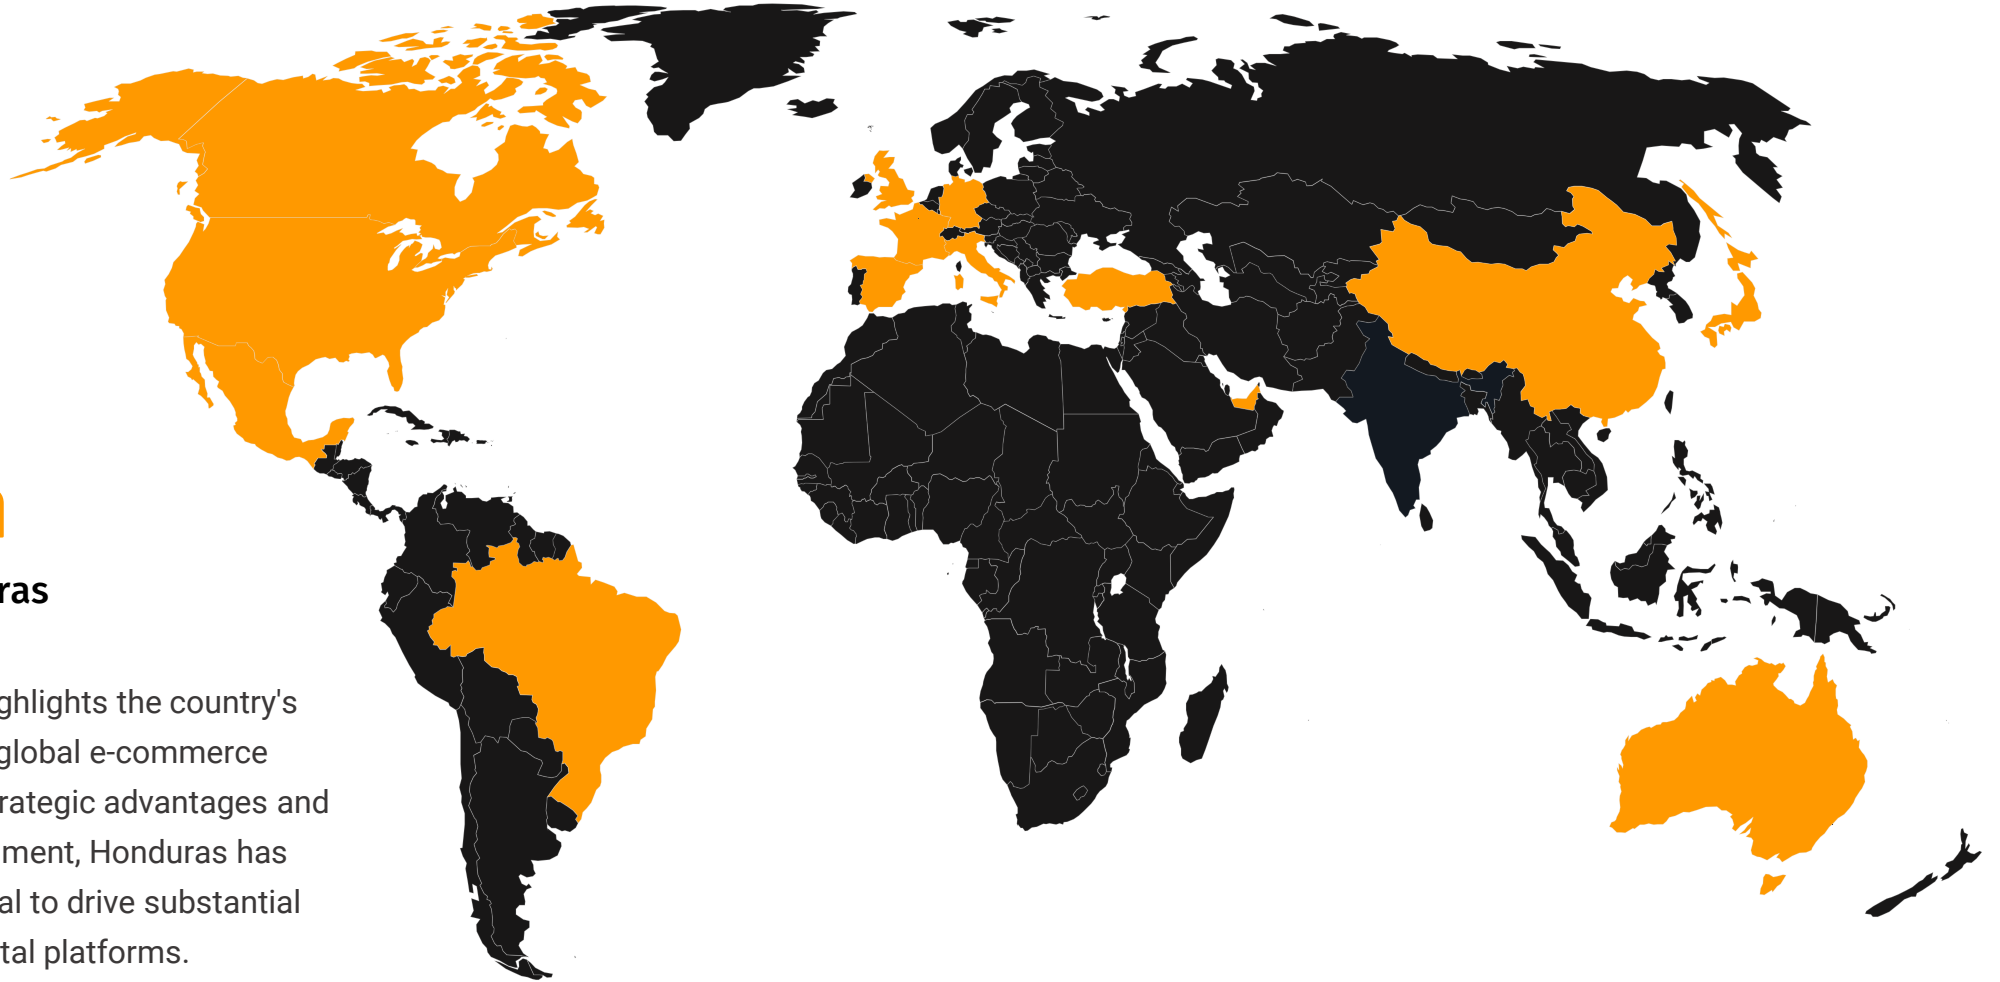 ras
ghlights the country's
global e-commerce
rategic advantages and
ment, Honduras has
al to drive substantial
tal platforms.